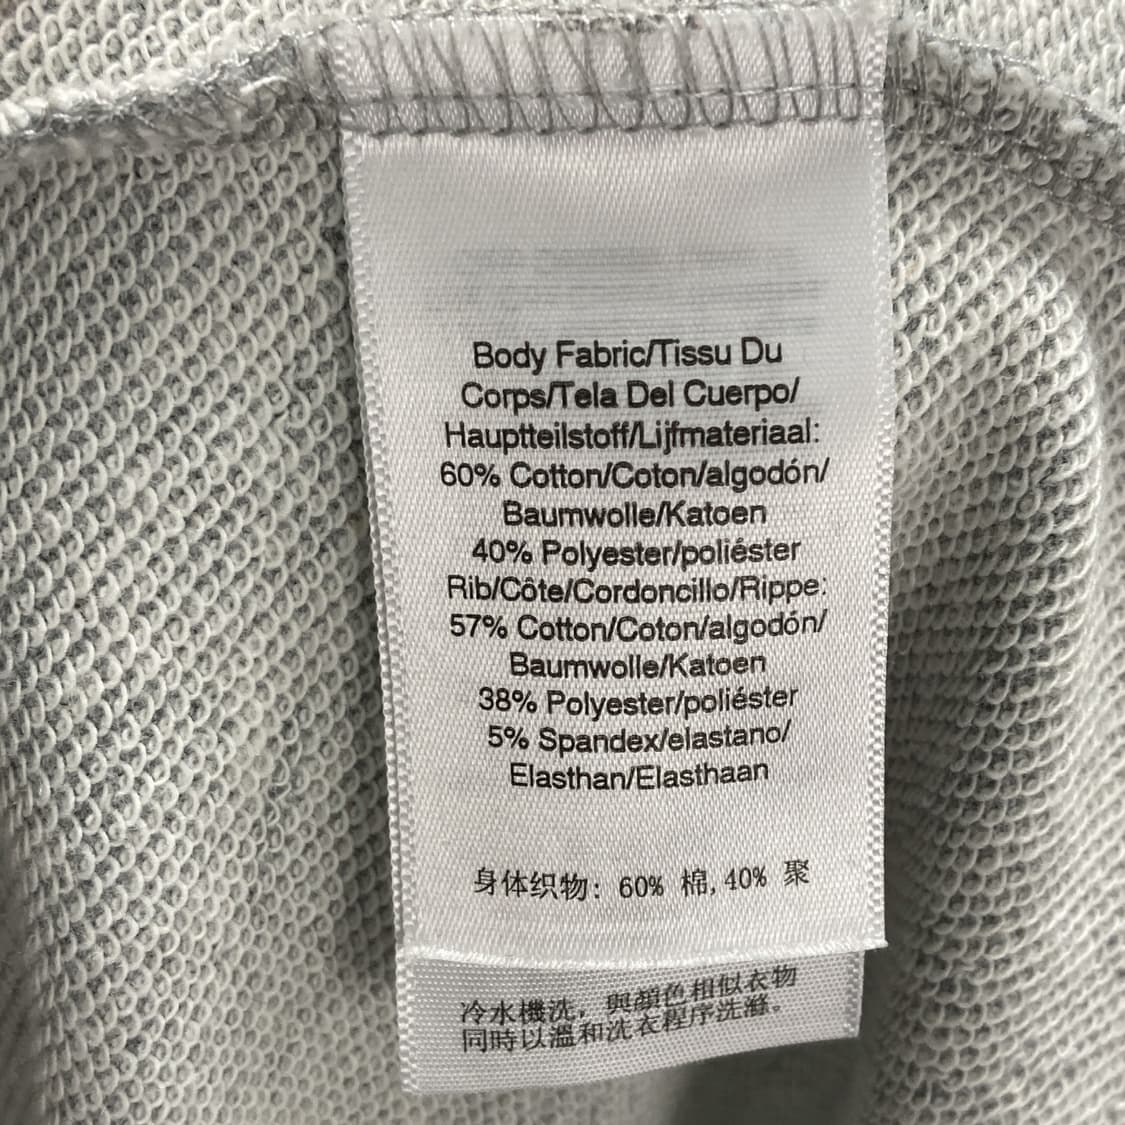 Body Fabric/Tissu Du
Corps/Tela Del Cuerpo/
Hauptteilstoff/Lijfmateriaal:
60% Cotton/Coton/algodón/
Baumwolle/Katoen
40% Polyester/poliéster
Rib/Côte/Cordoncillo/Rippe:
57% Cotton/Coton/algodón/
Baumwolle/Katoen
38% Polyester/poliéster
5% Spandex/elastano/
Elasthan/Elasthaan
身体织物: 60% 棉,40% 聚
冷水機洗，與顏色相似衣物
同時以溫和洗衣程序洗滌。